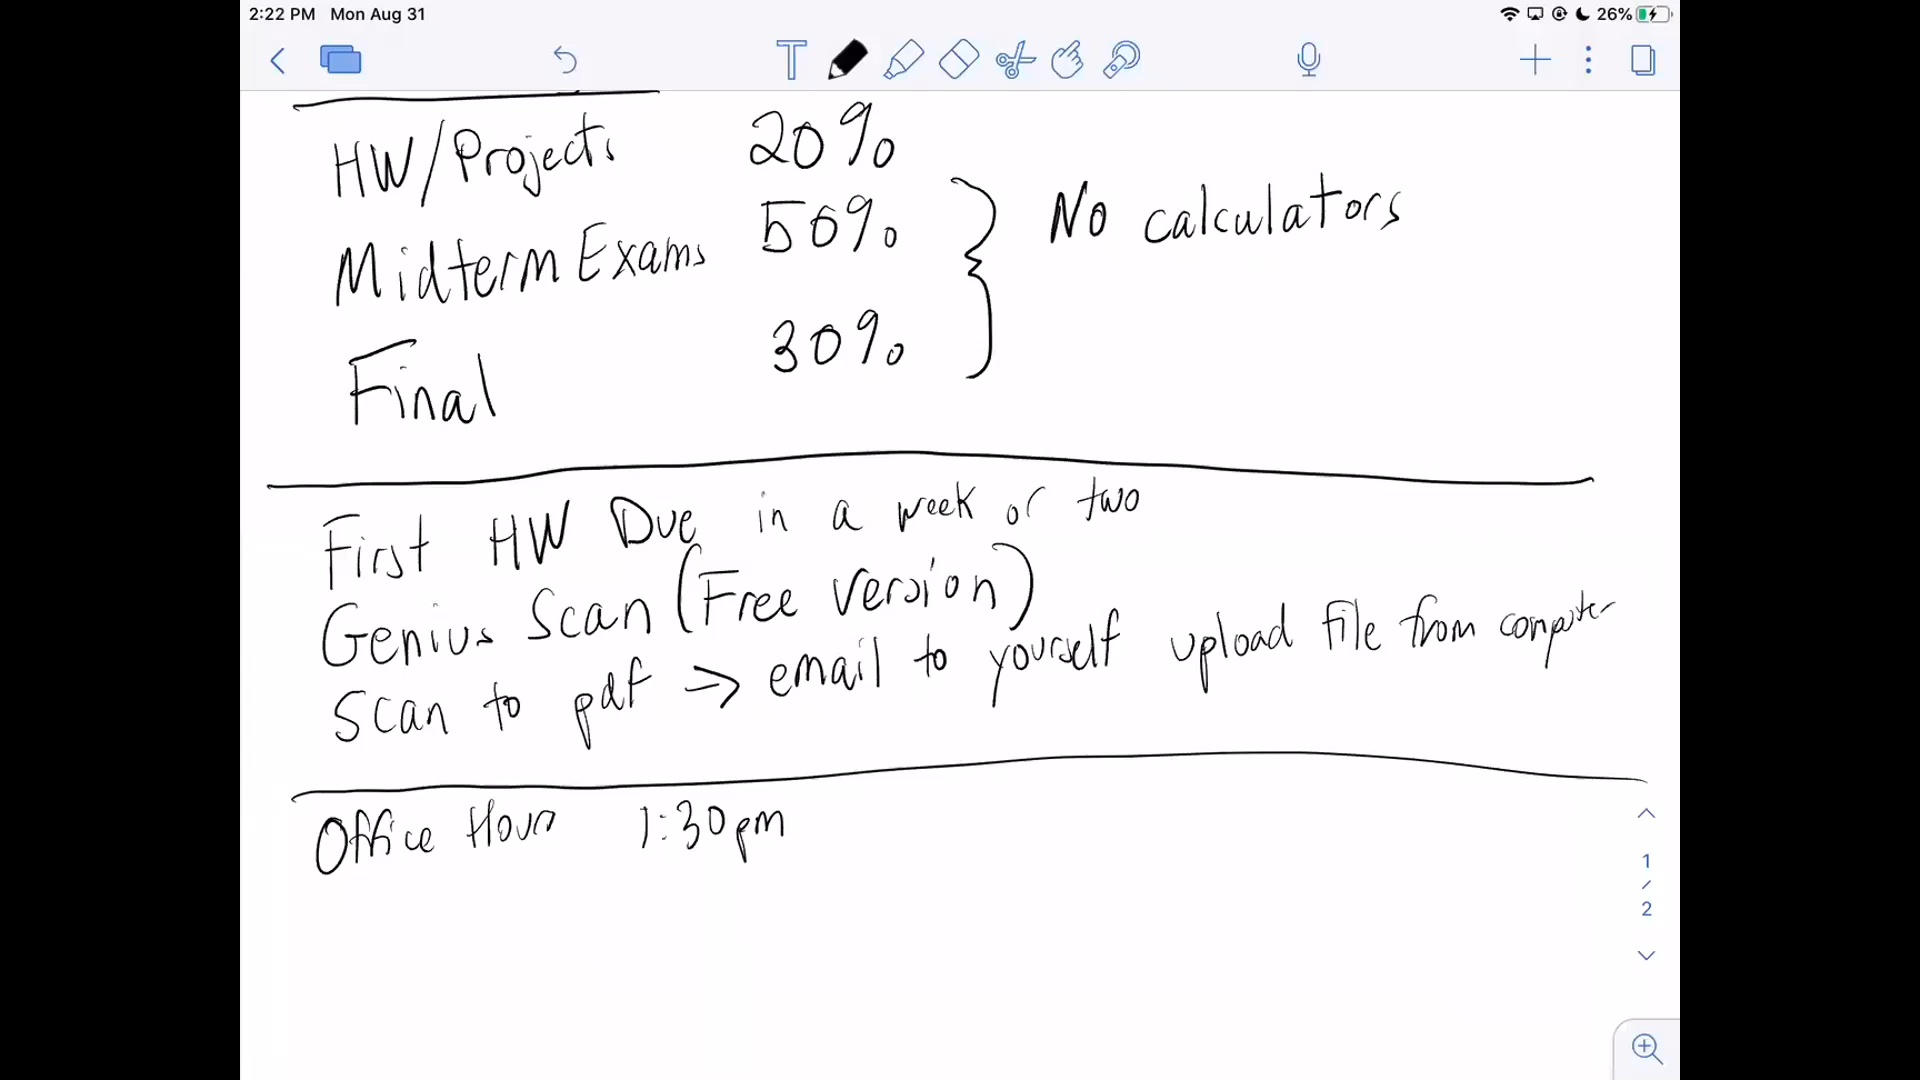 2:22 PM Mon Aug 31
26%
HW/Projects 20%
Midterm Exams 50%
No calculators
Final 30%
First HW Due in a week or two
Genius Scan (Free Version)
Scan to pdf -> email to yourself upload file from computer
Office Hour 1:30pm
1
/
2